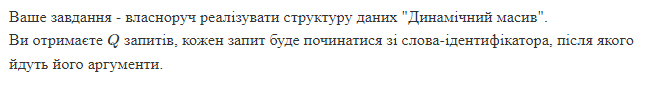 Ваше завдання - власноруч реалізувати структуру даних "Динамічний масив".
Ви отримаєте Q запитів, кожен запит буде починатися зі слова-ідентифікатора, після якого
йдуть його аргументи.